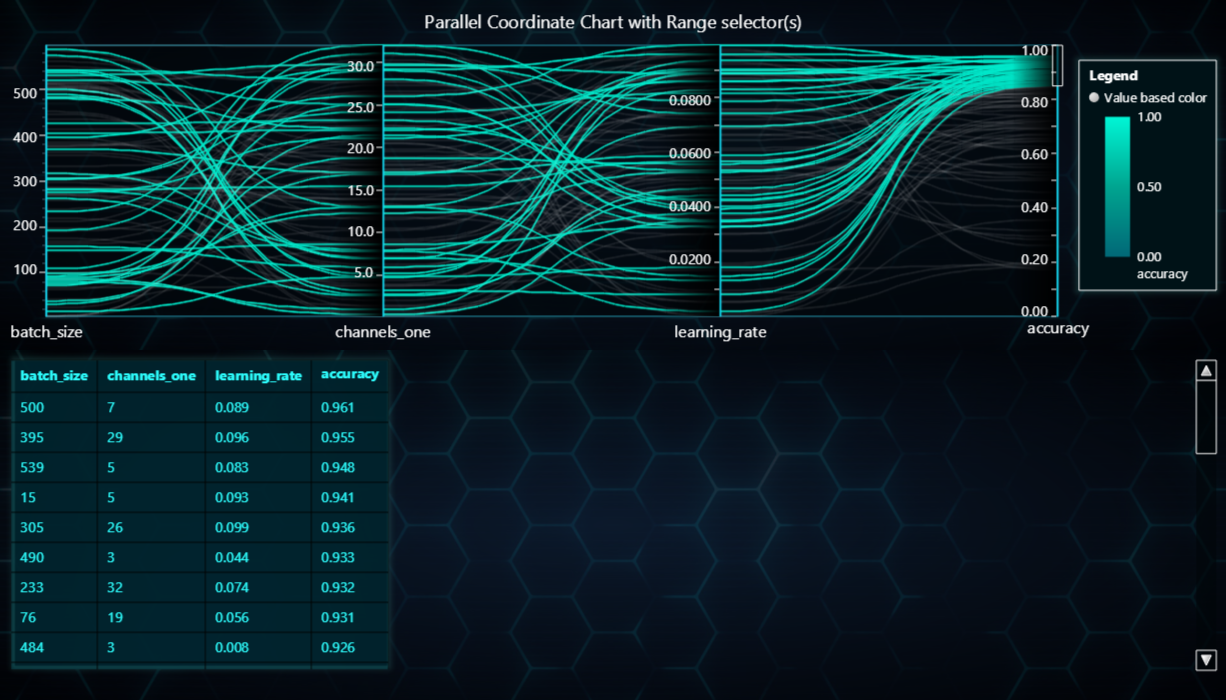 Parallel Coordinate Chart with Range selector(s)
500
400
300
200
100
batch_size
30.0
25.0
20.0
15.0
10.0
5.0
channels_one
0.0800
0.0600
0.0400
0.0200
learning_rate
1.00
0.80
0.60
0.40
0.20
0.00
accuracy
Legend
Value based color
1.00
0.50
0.00
accuracy
batch_size channels_one learning_rate accuracy
500 7 0.089 0.961
395 29 0.096 0.955
539 5 0.083 0.948
15 5 0.093 0.941
305 26 0.099 0.936
490 3 0.044 0.933
233 32 0.074 0.932
76 19 0.056 0.931
484 3 0.008 0.926